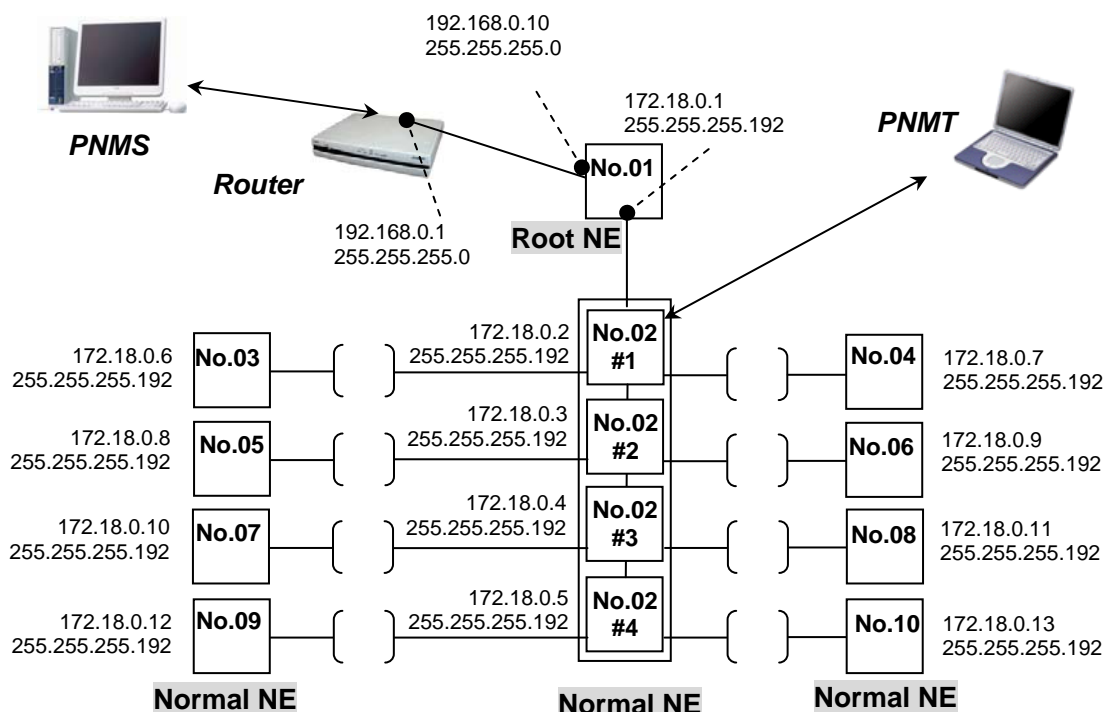 192.168.0.10
255.255.255.0
172.18.0.1
255.255.255.192
PNMS
Router
No.01
PNMT
192.168.0.1
255.255.255.0
Root NE
172.18.0.6
255.255.255.192
No.03
172.18.0.2
255.255.255.192
No.02
#1
No.04
172.18.0.7
255.255.255.192
172.18.0.8
255.255.255.192
No.05
172.18.0.3
255.255.255.192
No.02
#2
No.06
172.18.0.9
255.255.255.192
172.18.0.10
255.255.255.192
No.07
172.18.0.4
255.255.255.192
No.02
#3
No.08
172.18.0.11
255.255.255.192
172.18.0.12
255.255.255.192
No.09
172.18.0.5
255.255.255.192
No.02
#4
No.10
172.18.0.13
255.255.255.192
Normal NE
Normal NE
Normal NE